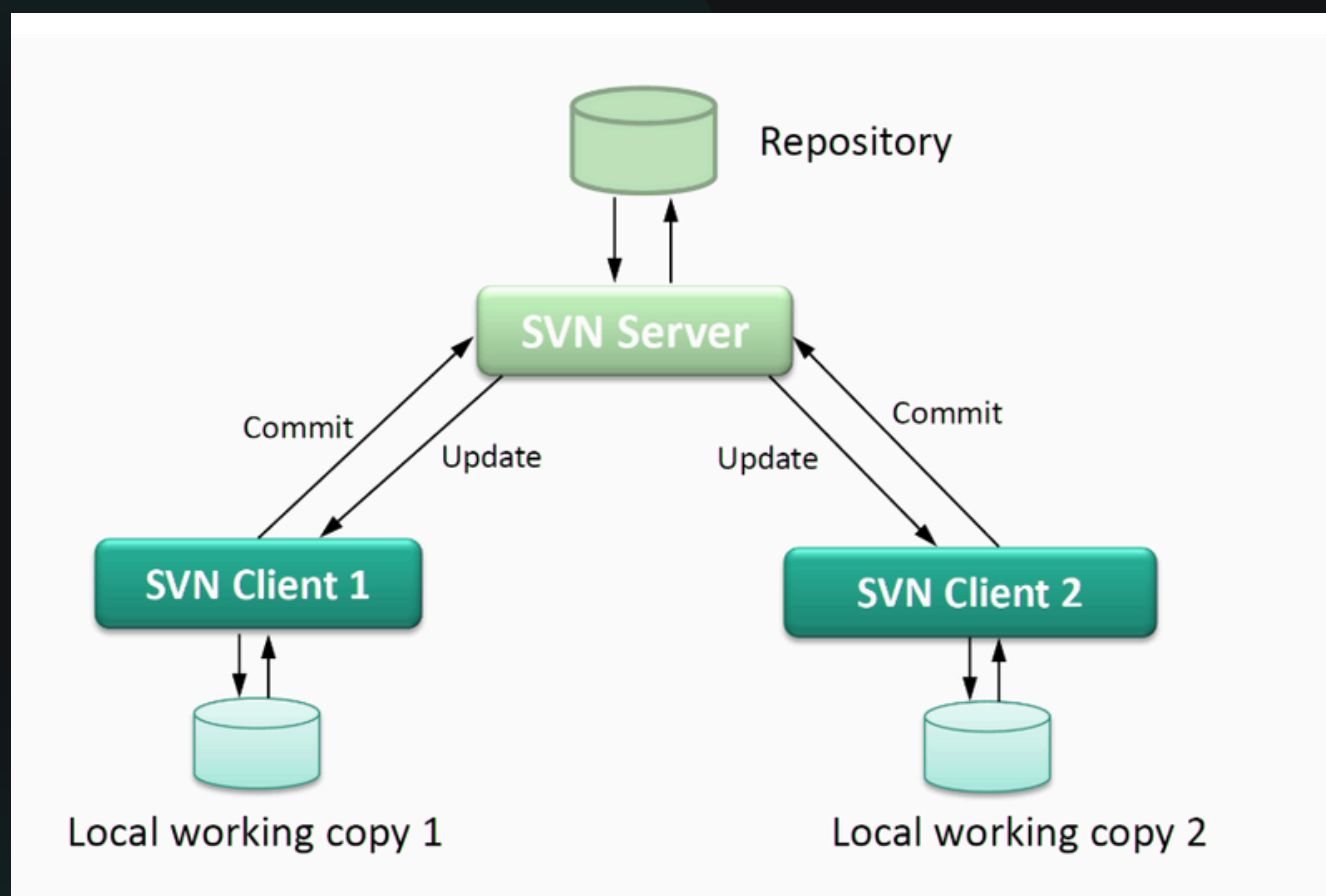 Repository
SVN Server
Commit
Update
Update
Commit
SVN Client 1
SVN Client 2
Local working copy 1
Local working copy 2